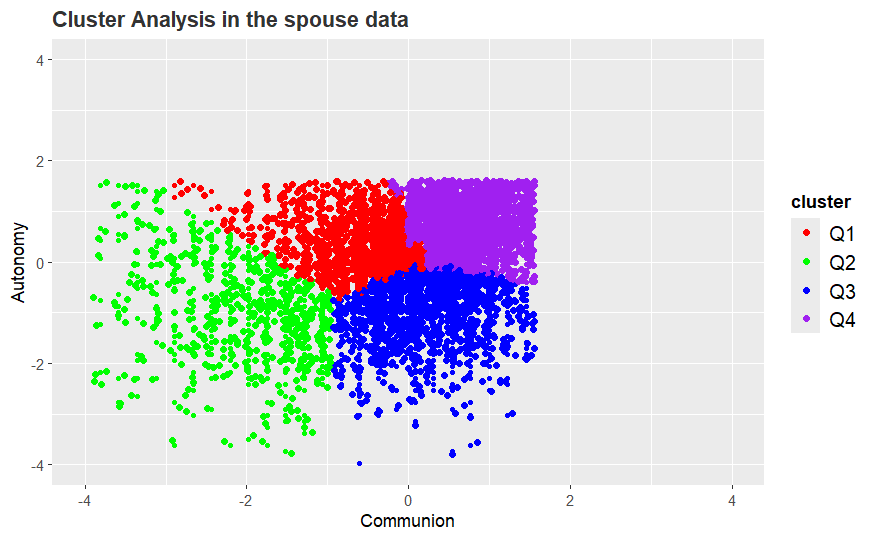 Cluster Analysis in the spouse data
4
2
0
-2
-4
Autonomy
-4
-2
0
2
4
Communion
cluster
Q1
Q2
Q3
Q4